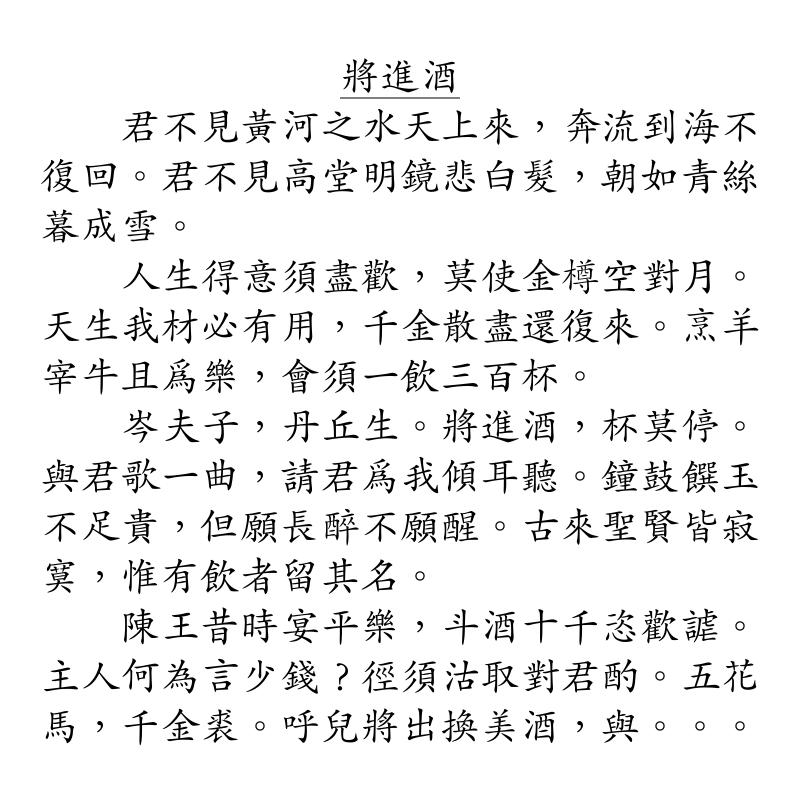 將進酒
君不見黃河之水天上來，奔流到海不
復回。君不見高堂明鏡悲白髮，朝如青絲
暮成雪。
人生得意須盡歡，莫使金樽空對月。
天生我材必有用，千金散盡還復來。烹羊
宰牛且爲樂，會須一飲三百杯。
岑夫子，丹丘生。將進酒，杯莫停。
與君歌一曲，請君爲我傾耳聽。鐘鼓饌玉
不足貴，但願長醉不願醒。古來聖賢皆寂
寞，惟有飲者留其名。
陳王昔時宴平樂，斗酒十千恣歡謔。
主人何為言少錢？徑須沽取對君酌。五花
馬，千金裘。呼兒將出換美酒，與。。。